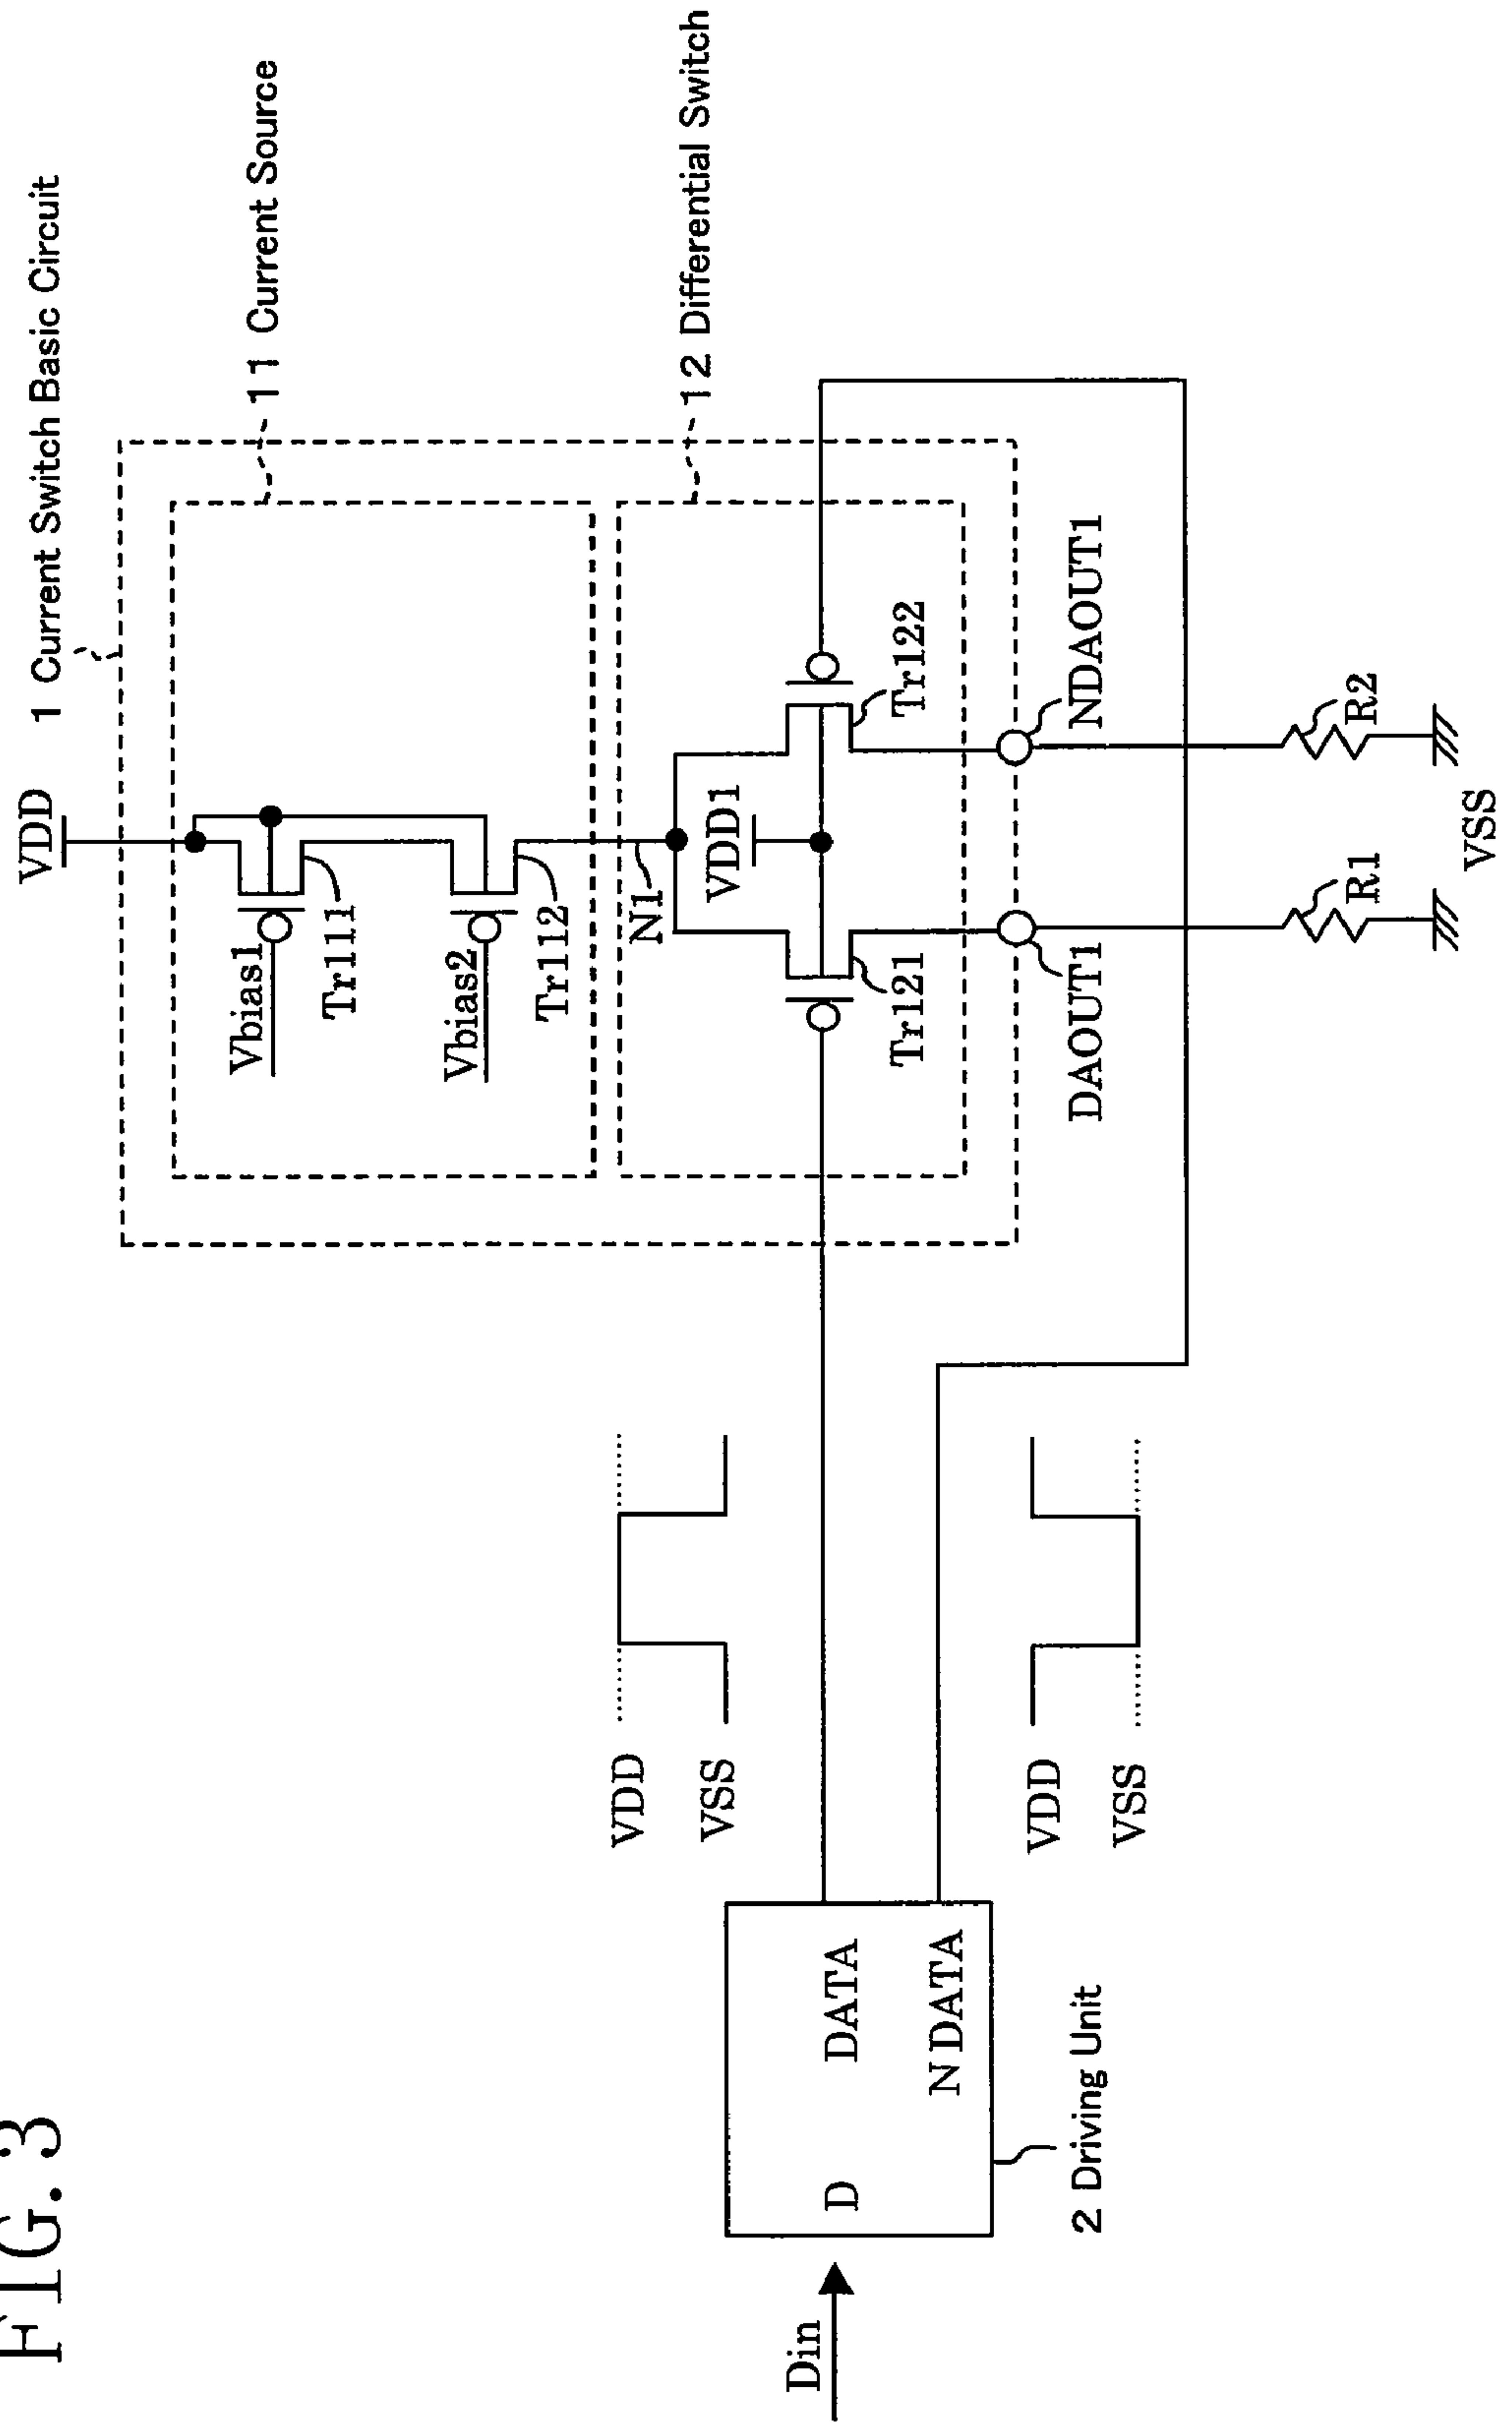 FIG. 3
VDD
1 Current Switch Basic Circuit
11 Current Source
Vbias1
Tr111
Vbias2
Tr112
12 Differential Switch
N1
VDD1
Tr121
Tr122
DAOUT1
NDAOUT1
R1
R2
VSS
VDD
VSS
VDD
VSS
Din
D
DATA
NDATA
2 Driving Unit